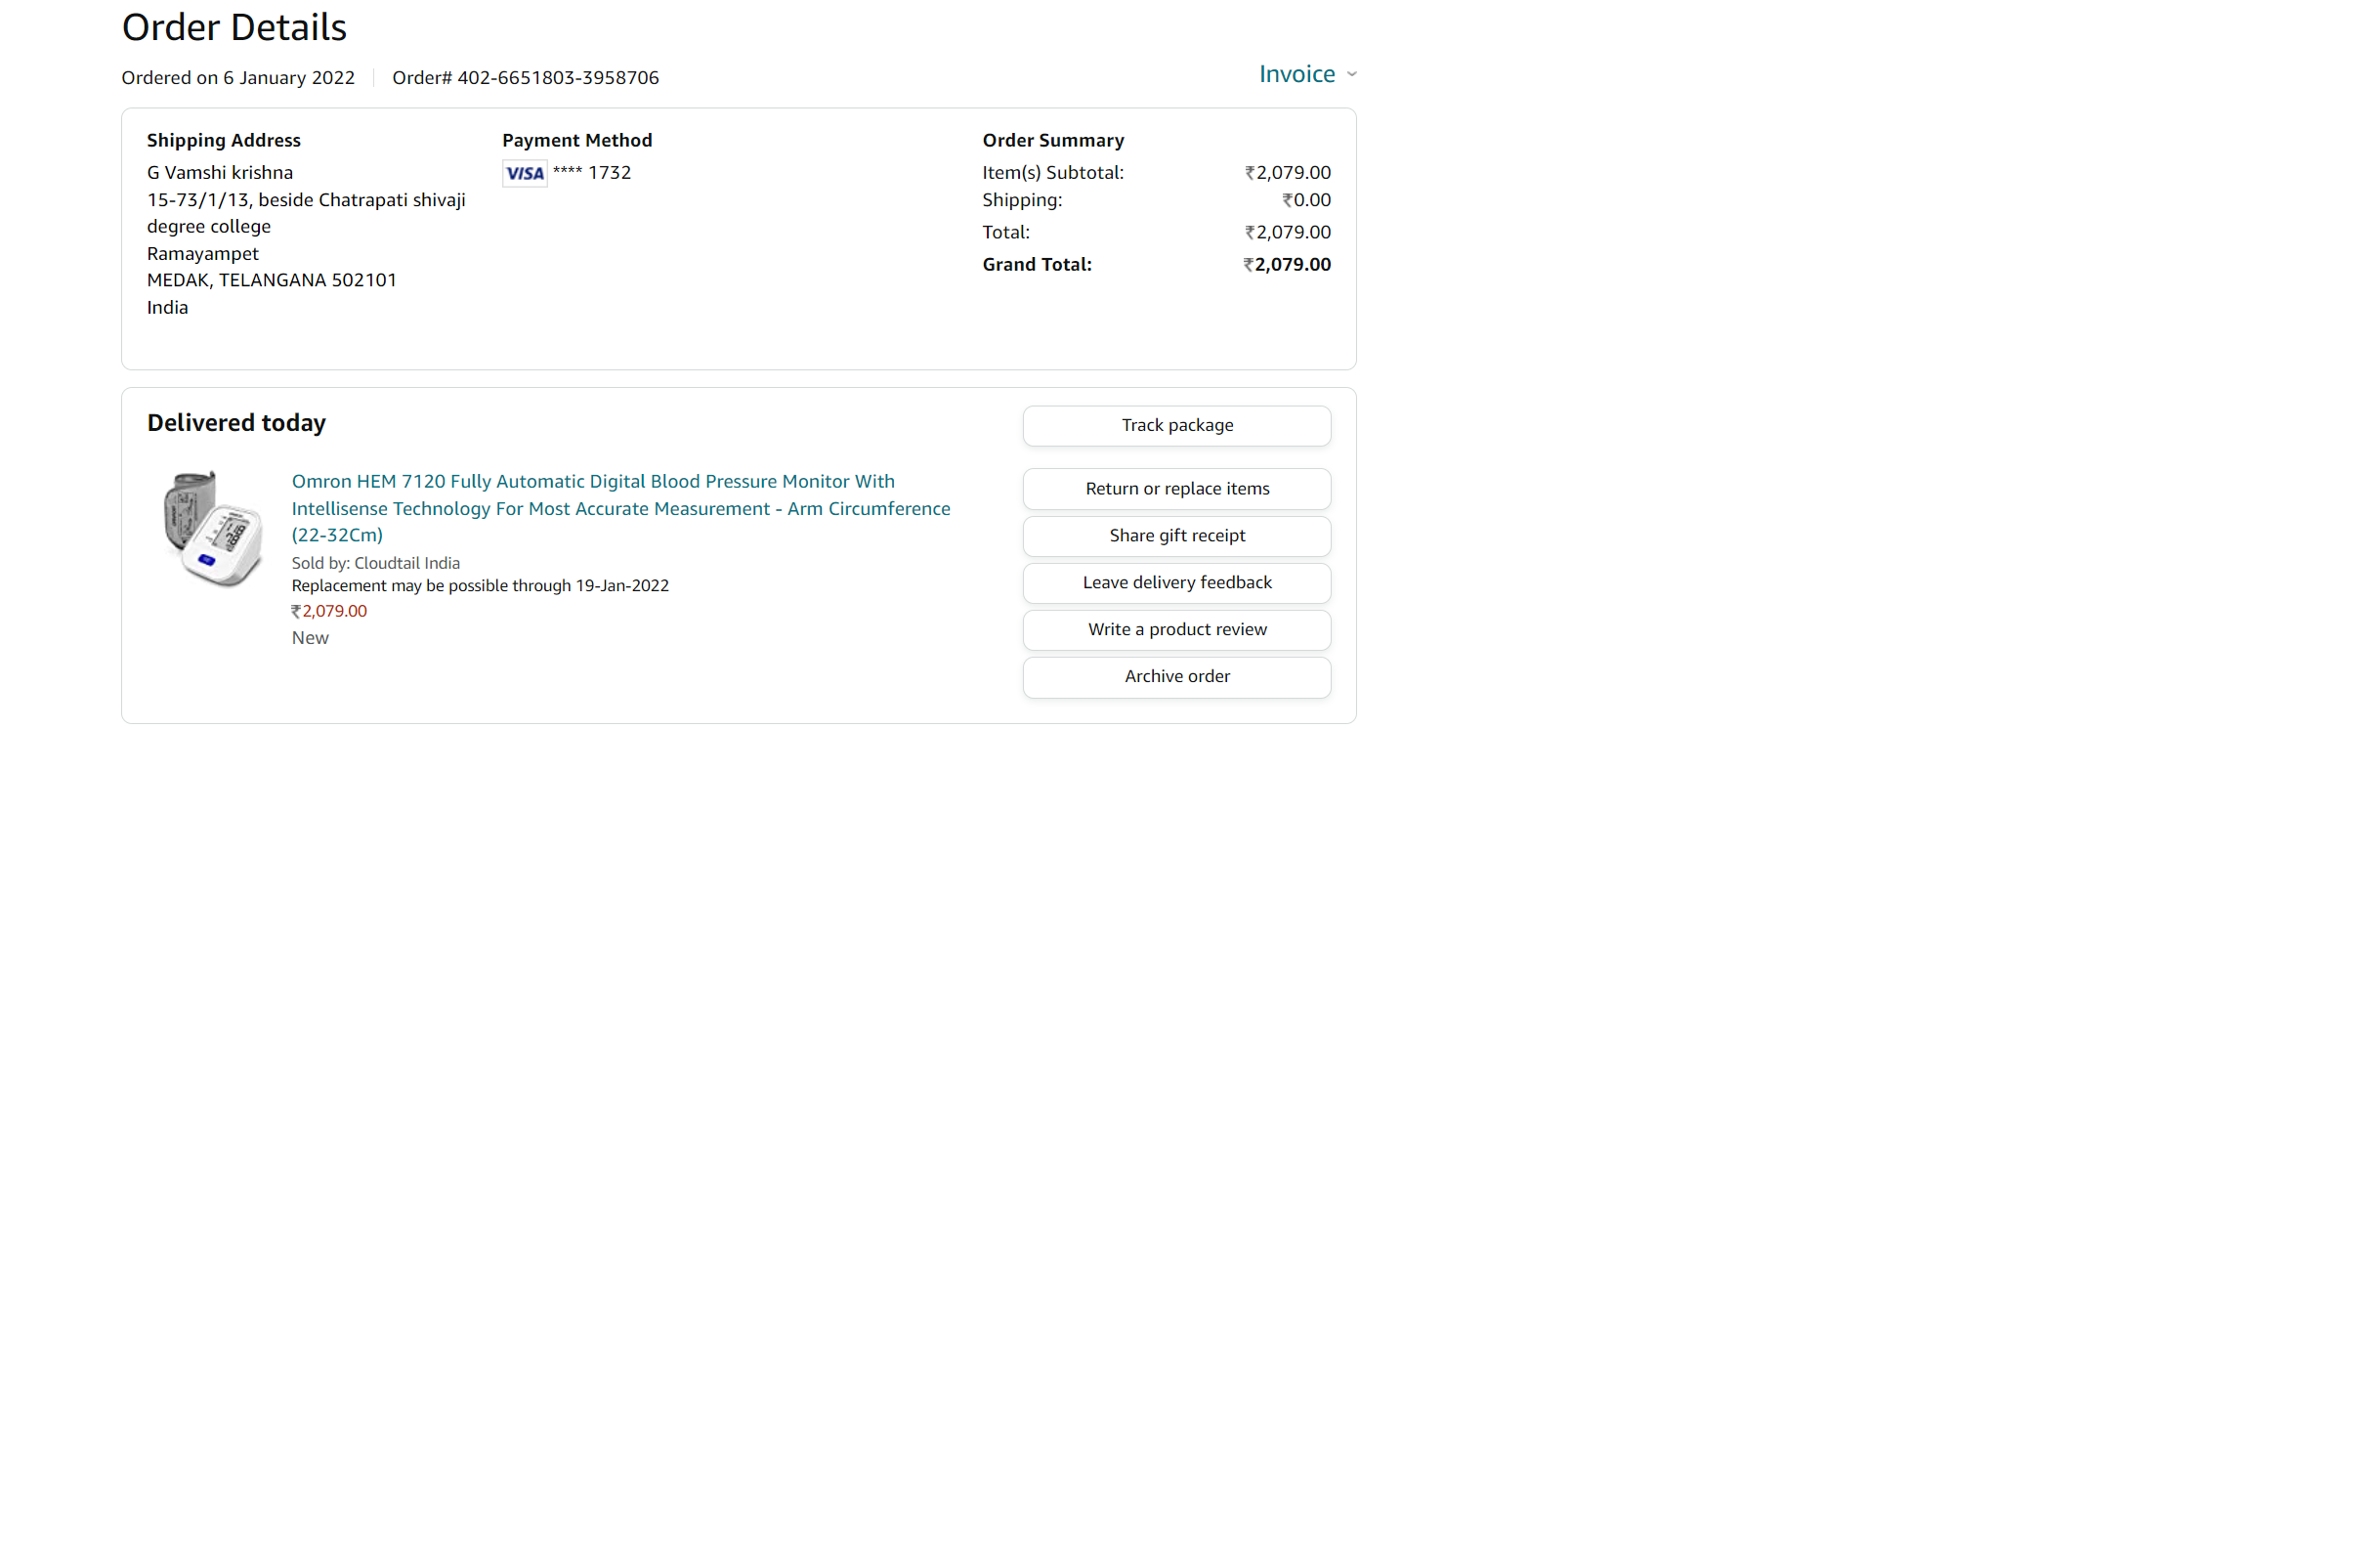 Order Details
Ordered on 6 January 2022 Order# 402-6651803-3958706
Invoice
Shipping Address
G Vamshi krishna
15-73/1/13, beside Chatrapati shivaji
degree college
Ramayampet
MEDAK, TELANGANA 502101
India
Payment Method
VISA **** 1732
Order Summary
Item(s) Subtotal: ₹2,079.00
Shipping: ₹0.00
Total: ₹2,079.00
Grand Total: ₹2,079.00
Delivered today
Omron HEM 7120 Fully Automatic Digital Blood Pressure Monitor With
Intellisense Technology For Most Accurate Measurement - Arm Circumference
(22-32Cm)
Sold by: Cloudtail India
Replacement may be possible through 19-Jan-2022
₹2,079.00
New
Track package
Return or replace items
Share gift receipt
Leave delivery feedback
Write a product review
Archive order